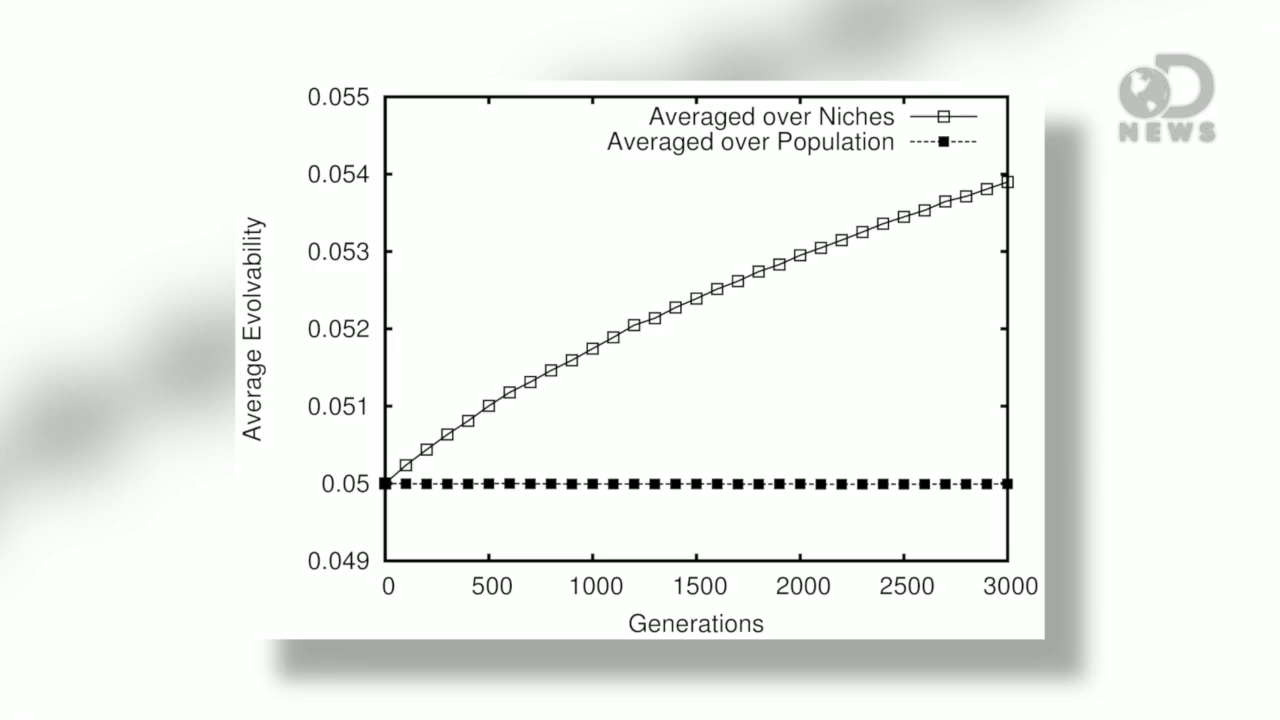 D
NEWS
Averaged over Niches
Averaged over Population
0.055
0.054
0.053
0.052
0.051
0.05
0.049
Average Evolvability
0 500 1000 1500 2000 2500 3000
Generations